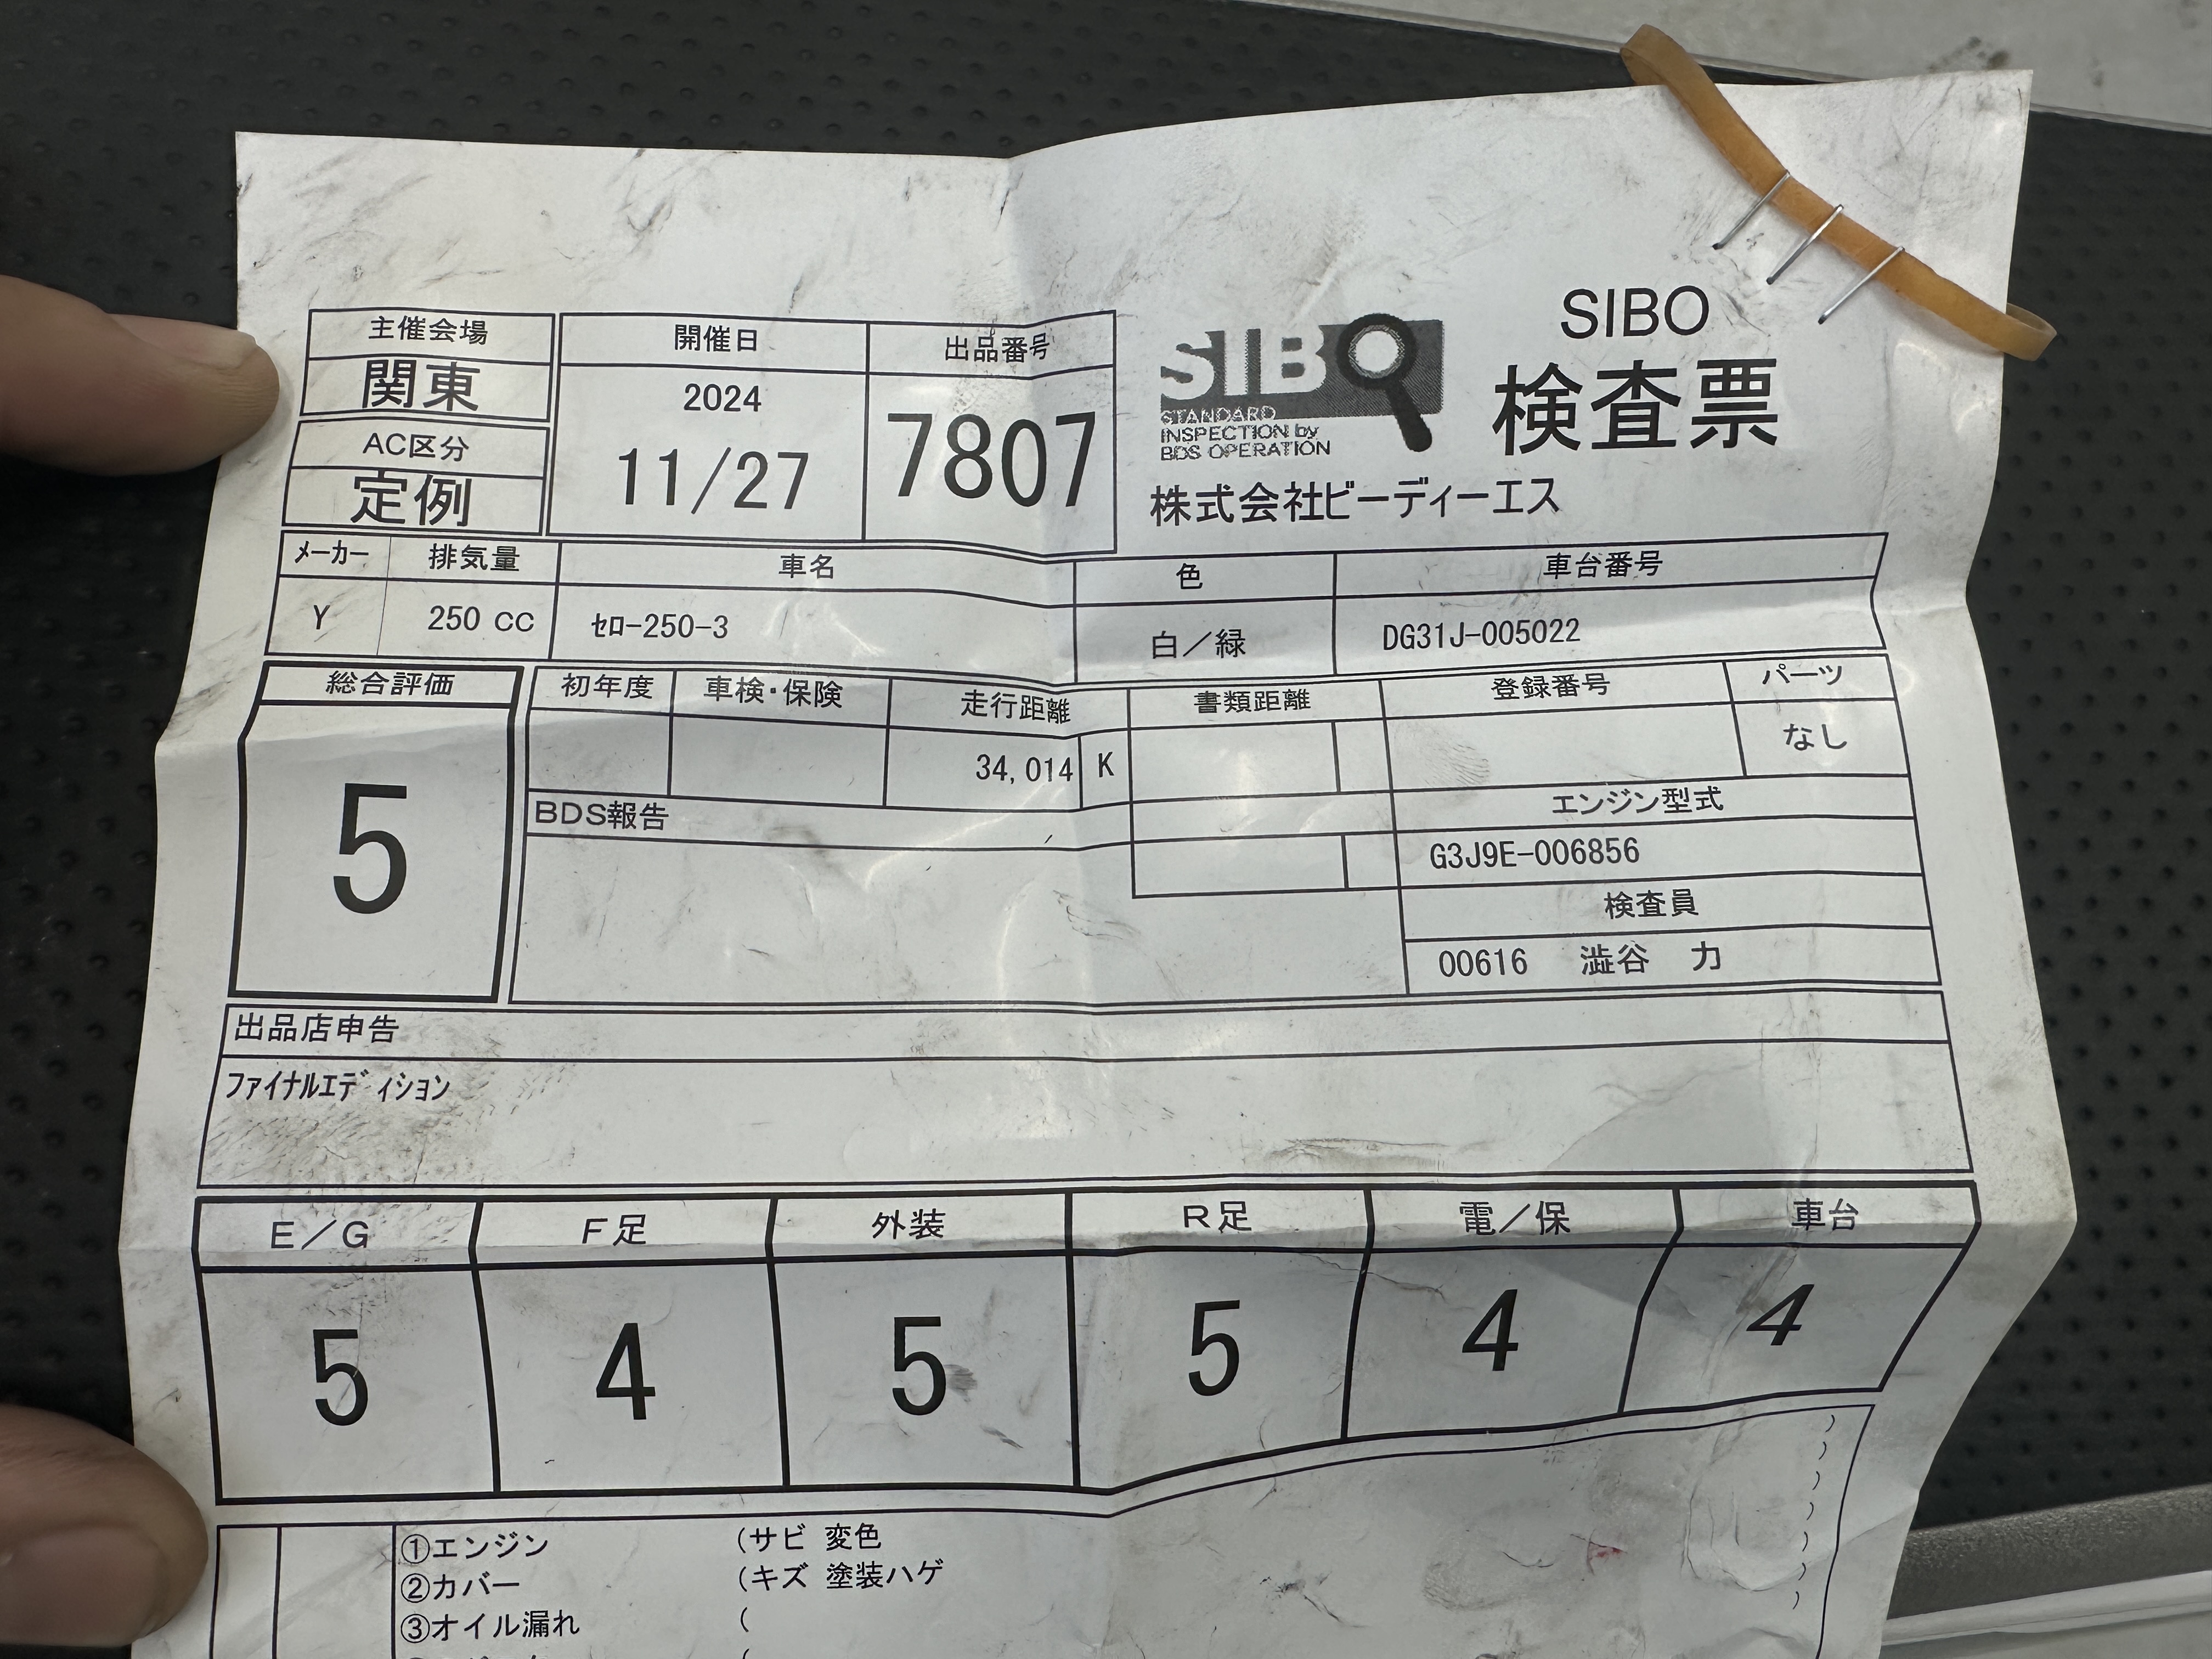 主催会場
関東
AC区分
定例
開催日
2024
11/27
出品番号
7807
SIBO
STANDARD
INSPECTION by
BDS OPERATION
SIBO
検査票
株式会社ビーディーエス
メーカー 排気量 車名 色 車台番号
Y 250 cc ｾﾛｰ250-3 白／緑 DG31J-005022
総合評価
5
初年度 車検・保険 走行距離 書類距離 登録番号 パーツ
34,014 K なし
BDS報告
エンジン型式
G3J9E-006856
検査員
00616 澁谷 力
出品店申告
ﾌｧｲﾅﾙｴﾃﾞｨｼｮﾝ
E／G F足 外装 R足 電／保 車台
5 4 5 5 4 4
①エンジン (サビ 変色 )
②カバー (キズ 塗装ハゲ )
③オイル漏れ ( )